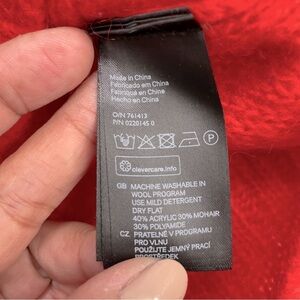 Made in China
Fabricado em China
Fabriqué en Chine
Hecho en China
O/N 761413
P/N 0220145 0
P
clevercare.info
GB MACHINE WASHABLE IN
WOOL PROGRAM
USE MILD DETERGENT
DRY FLAT
40% ACRYLIC 30% MOHAIR
30% POLYAMIDE
CZ PRATELNÉ V PROGRAMU
PRO VLNU
POUŽIJTE JEMNÝ PRACÍ
PROSTŘEDEK